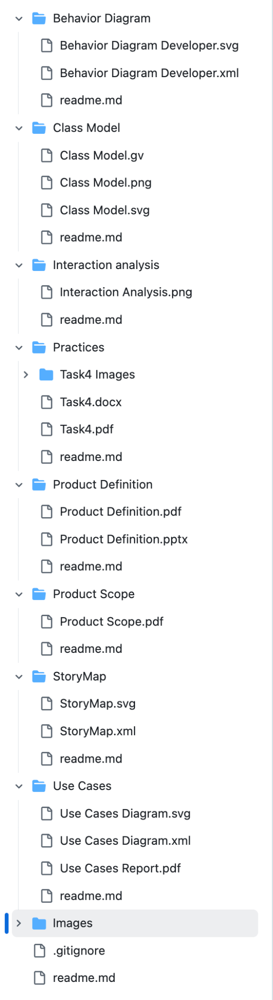 Behavior Diagram
Behavior Diagram Developer.svg
Behavior Diagram Developer.xml
readme.md
Class Model
Class Model.gv
Class Model.png
Class Model.svg
readme.md
Interaction analysis
Interaction Analysis.png
readme.md
Practices
Task4 Images
Task4.docx
Task4.pdf
readme.md
Product Definition
Product Definition.pdf
Product Definition.pptx
readme.md
Product Scope
Product Scope.pdf
readme.md
StoryMap
StoryMap.svg
StoryMap.xml
readme.md
Use Cases
Use Cases Diagram.svg
Use Cases Diagram.xml
Use Cases Report.pdf
readme.md
Images
.gitignore
readme.md